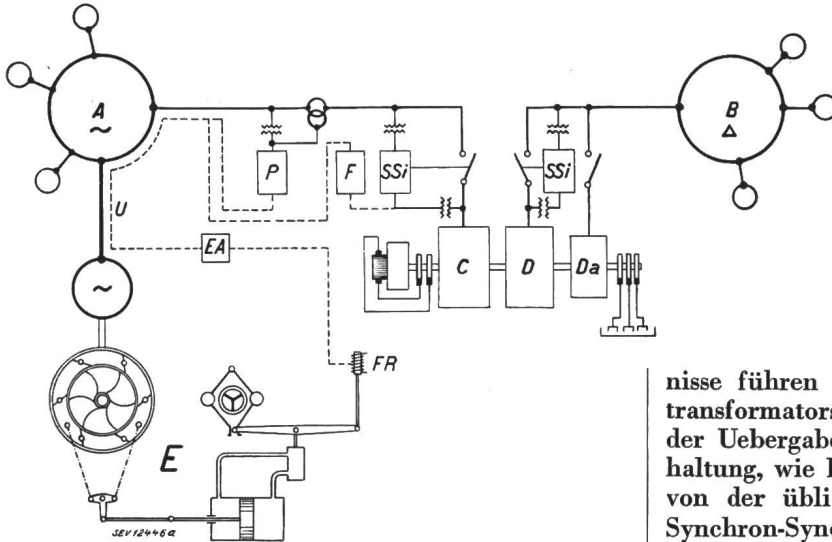 A
~
B
△
P
F
SSi
SSi
U
EA
C
D
Da
~
FR
E
SEV12446a
nisse führen
transformators
der Uebergabe
haltung, wie
von der übli
Synchron-Sync